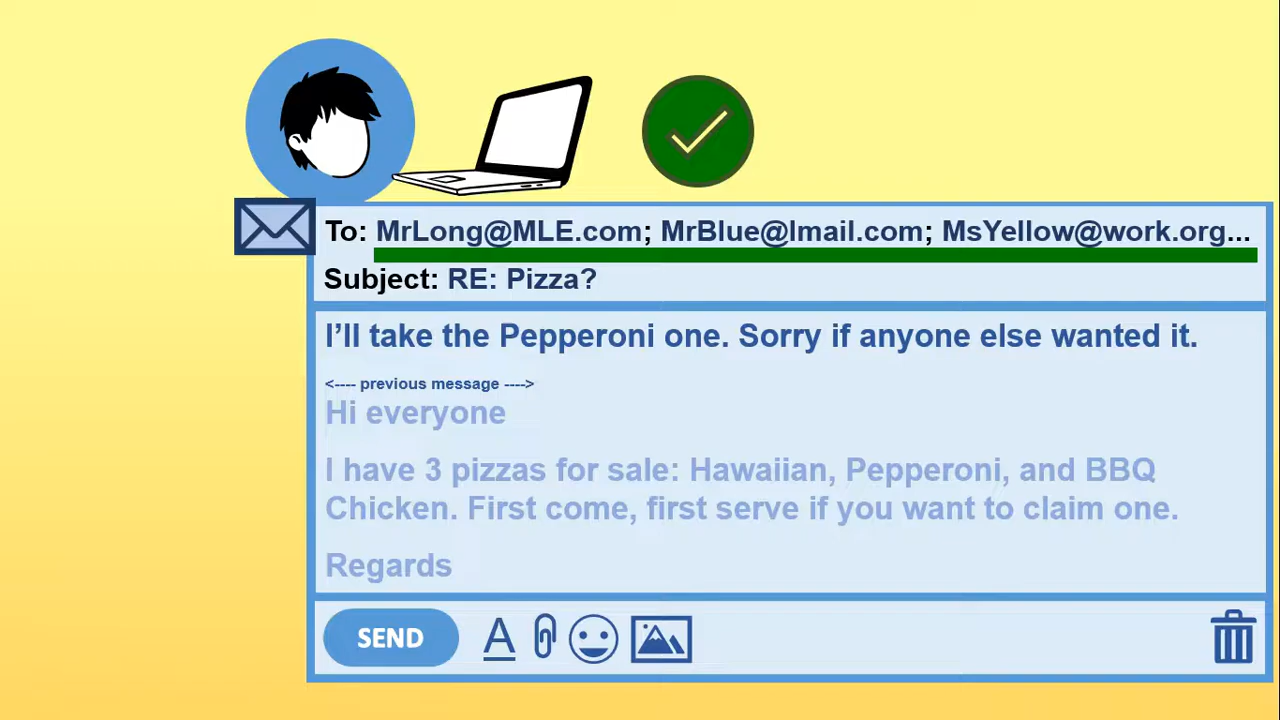 To: MrLong@MLE.com; MrBlue@lmail.com; MsYellow@work.org...
Subject: RE: Pizza?
I’ll take the Pepperoni one. Sorry if anyone else wanted it.
<---- previous message ---->
Hi everyone
I have 3 pizzas for sale: Hawaiian, Pepperoni, and BBQ
Chicken. First come, first serve if you want to claim one.
Regards
SEND
A